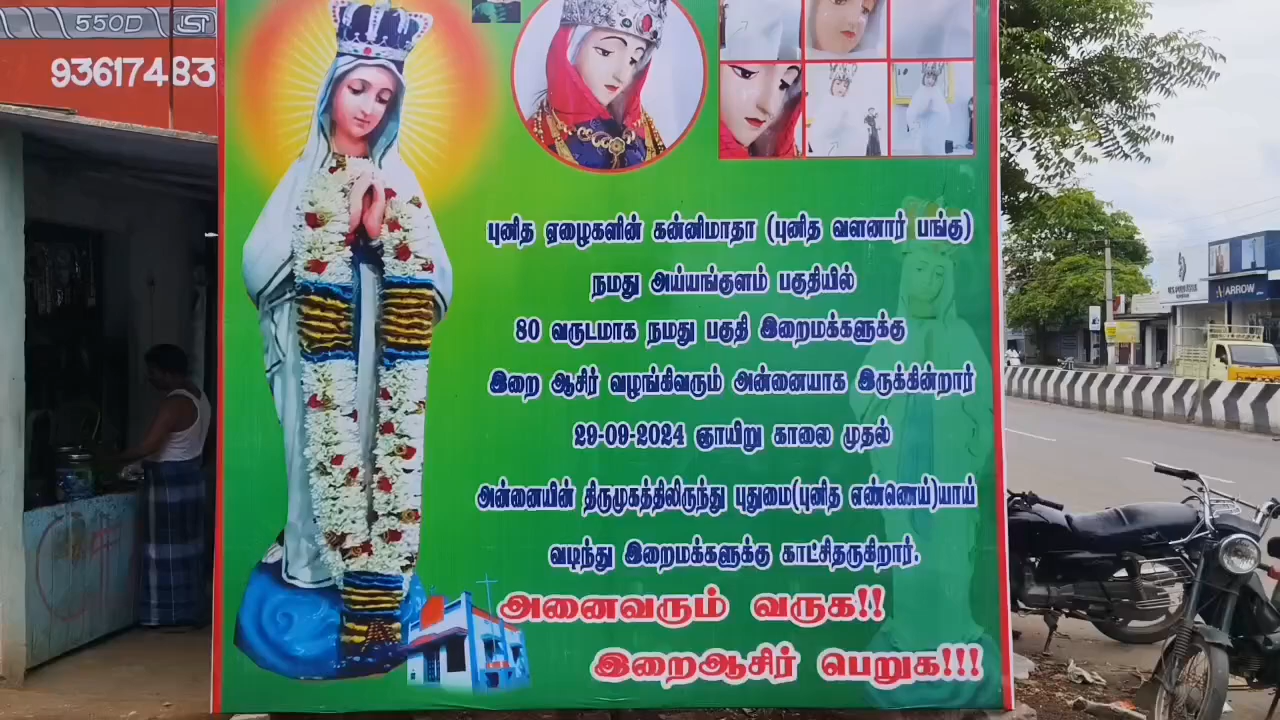 550D
93617483
புனித ஏழைகளின் கன்னிமாதா (புனித வளனார் பங்கு)
நமது அய்யங்குளம் பகுதியில்
80 வருடமாக நமது பகுதி இறைமக்களுக்கு
இறை ஆசிர் வழங்கிவரும் அன்னையாக இருக்கின்றார்
29-09-2024 ஞாயிறு காலை முதல்
அன்னையின் திருமுகத்திலிருந்து புதுமை(புனித எண்ணெய்)யாய்
வடிந்து இறைமக்களுக்கு காட்சிதருகிறார்.
அனைவரும் வருக!!
இறைஆசிர் பெறுக!!!
ARROW